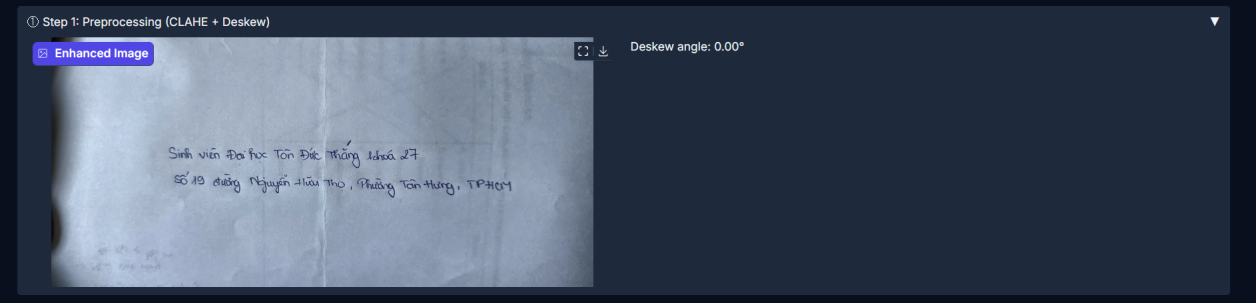 ① Step 1: Preprocessing (CLAHE + Deskew) ▼
Enhanced Image
Deskew angle: 0.00°
Sinh viên Đại học Tôn Đức Thắng khoá 27
Số 19 đường Nguyễn Hữu Thọ, Phường Tân Hưng, TPHCM